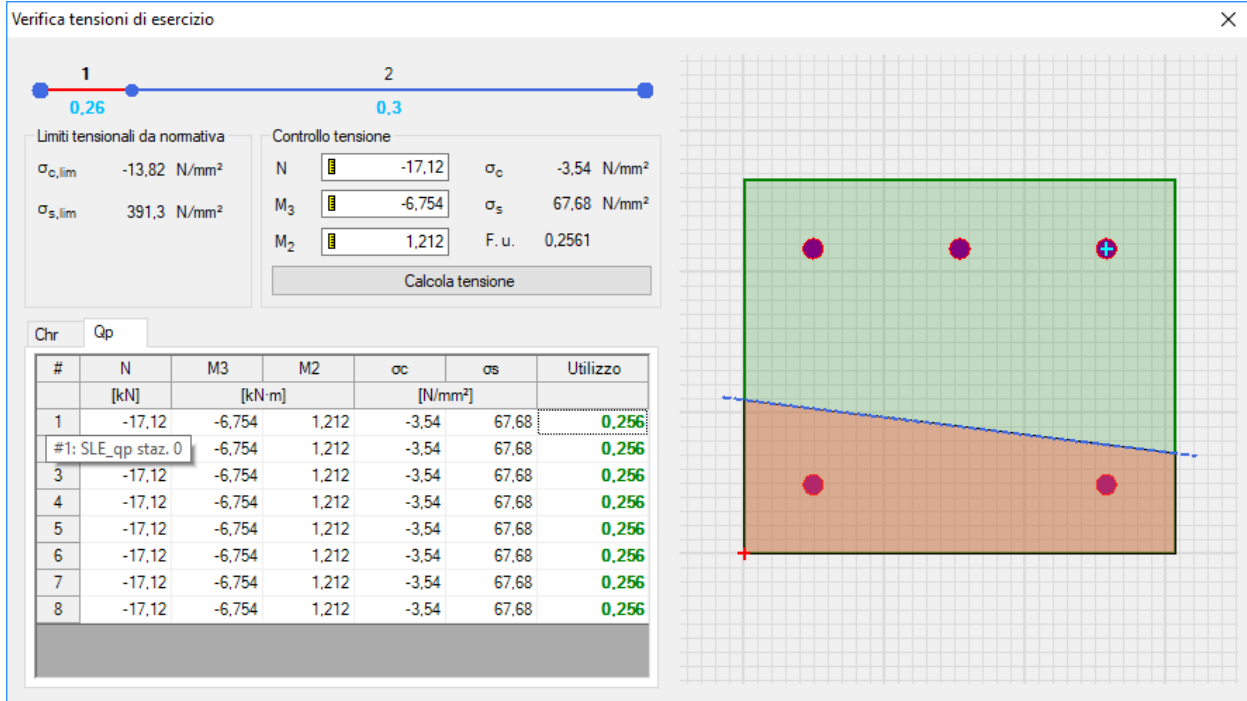 Verifica tensioni di esercizio
1 2
0,26 0,3
Limiti tensionali da normativa
σc,lim -13,82 N/mm²
σs,lim 391,3 N/mm²
Controllo tensione
N -17,12 σc -3,54 N/mm²
M3 -6,754 σs 67,68 N/mm²
M2 1,212 F. u. 0,2561
Calcola tensione
Chr Qp
# N M3 M2 σc σs Utilizzo
[kN] [kN·m] [N/mm²]
1 -17,12 -6,754 1,212 -3,54 67,68 0,256
#1: SLE_qp staz. 0 -6,754 1,212 -3,54 67,68 0,256
3 -17,12 -6,754 1,212 -3,54 67,68 0,256
4 -17,12 -6,754 1,212 -3,54 67,68 0,256
5 -17,12 -6,754 1,212 -3,54 67,68 0,256
6 -17,12 -6,754 1,212 -3,54 67,68 0,256
7 -17,12 -6,754 1,212 -3,54 67,68 0,256
8 -17,12 -6,754 1,212 -3,54 67,68 0,256